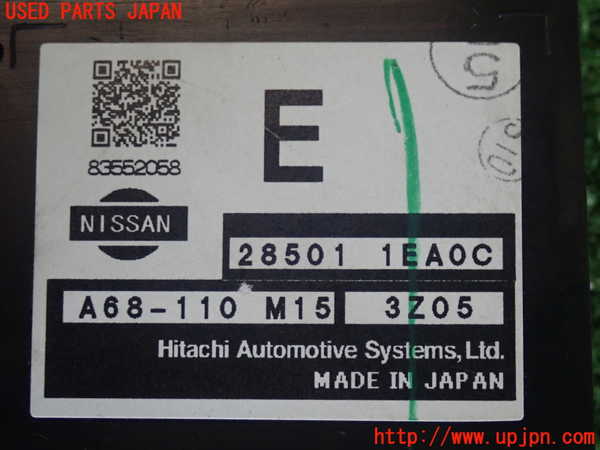 USED PARTS JAPAN
E
83552058
NISSAN
28501 1EA0C
A68-110 M15 3Z05
Hitachi Automotive Systems, Ltd.
MADE IN JAPAN
http://www.upjpn.com